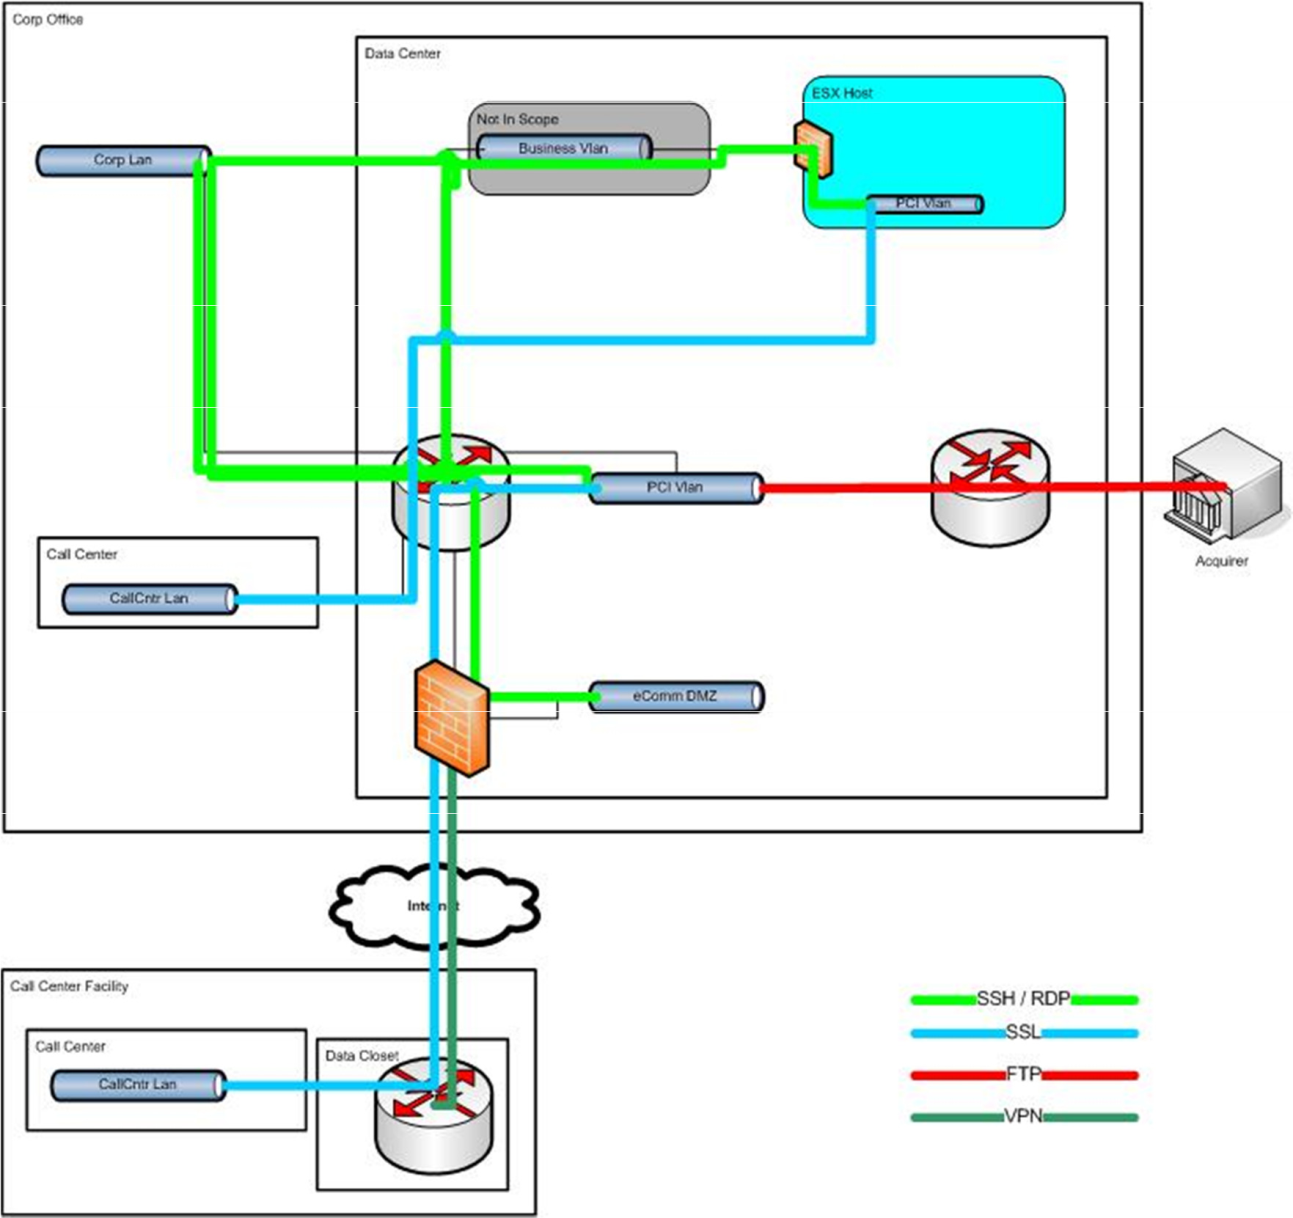 Corp Office
Data Center
ESX Host
Not In Scope
Business Vlan
Corp Lan
PCI Vlan
PCI Vlan
Acquirer
Call Center
CallCntr Lan
eComm DMZ
Call Center Facility
Call Center
Data Closet
CallCntr Lan
SSH / RDP
SSL
FTP
VPN